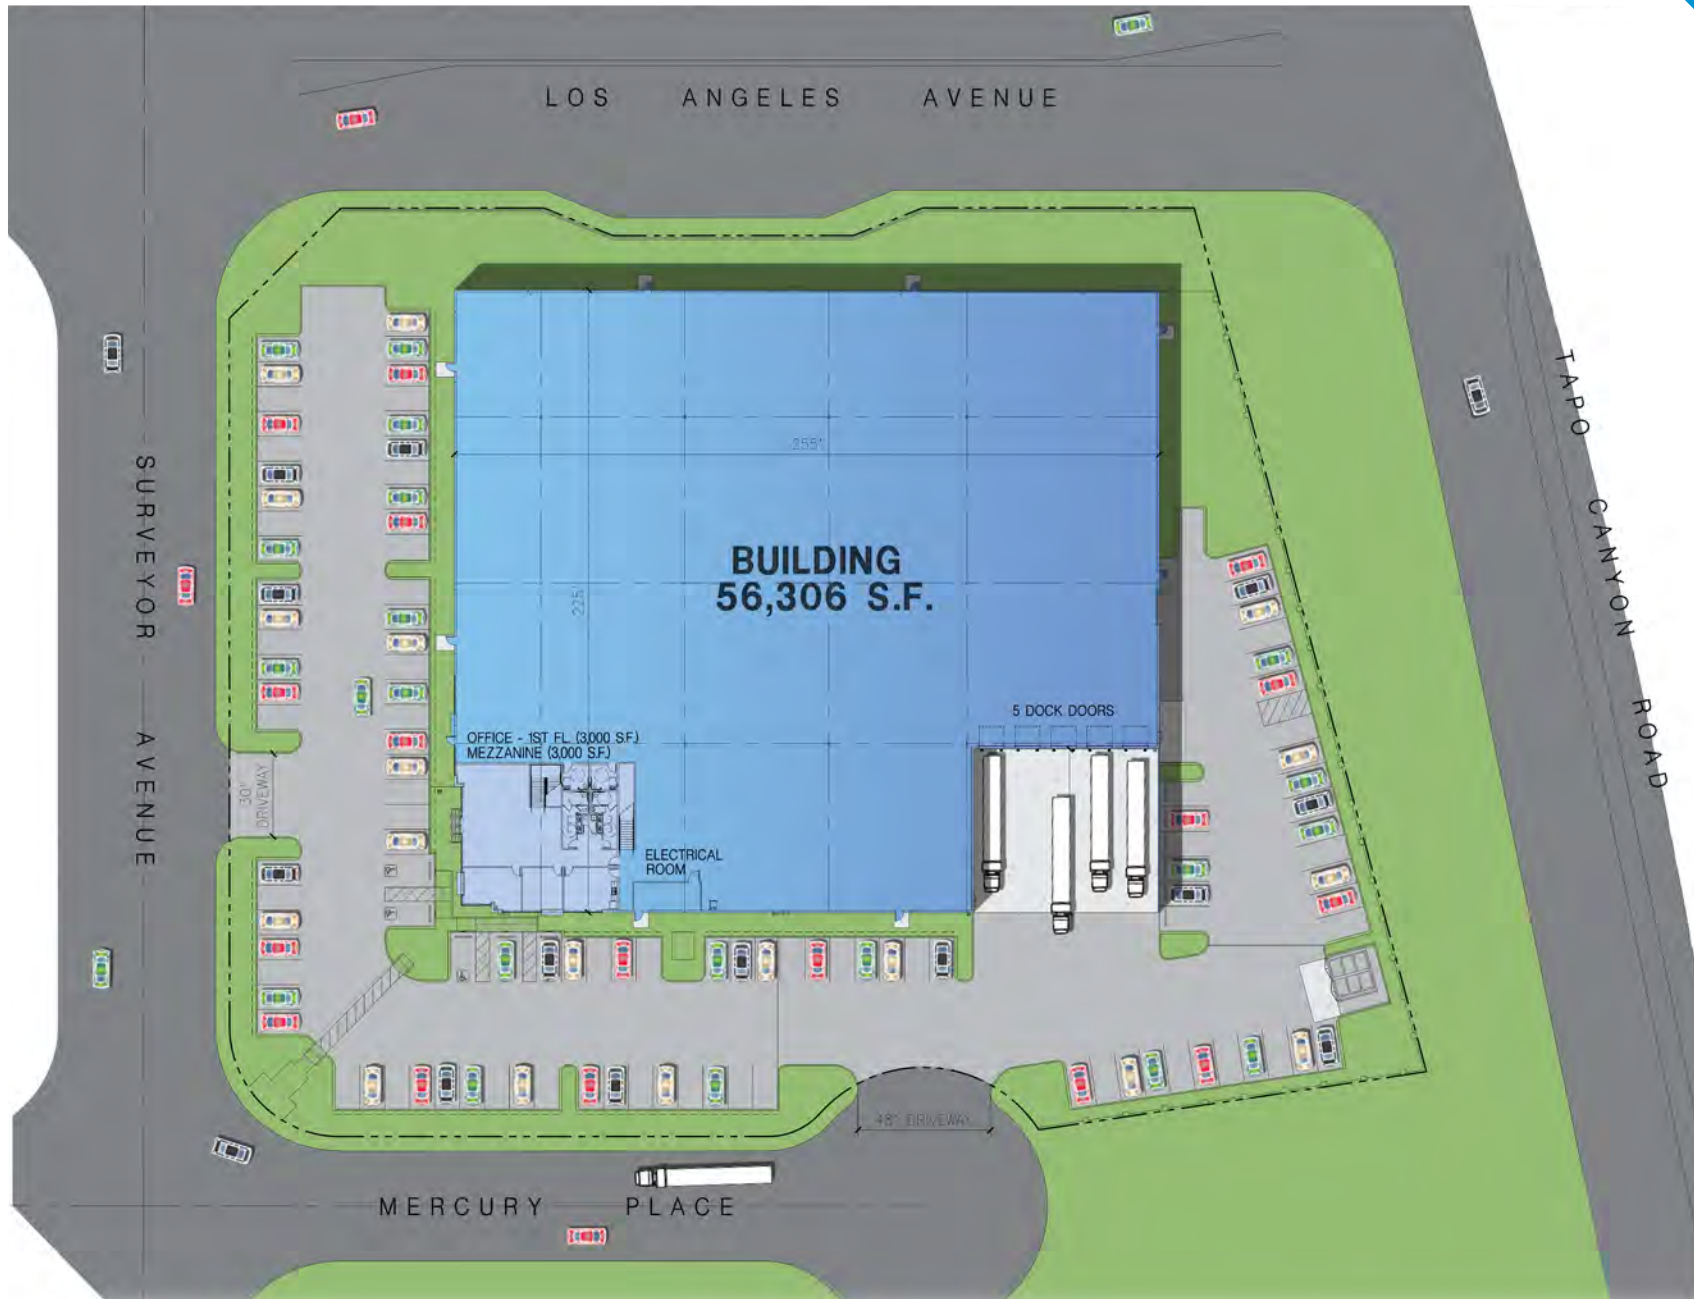 LOS ANGELES AVENUE
TAPO CANYON ROAD
SURVEYOR AVENUE
255'
BUILDING
56,306 S.F.
225'
5 DOCK DOORS
OFFICE - 1ST FL. (3,000 S.F.)
MEZZANINE (3,000 S.F.)
30'
DRIVEWAY
ELECTRICAL
ROOM
48' DRIVEWAY
MERCURY PLACE